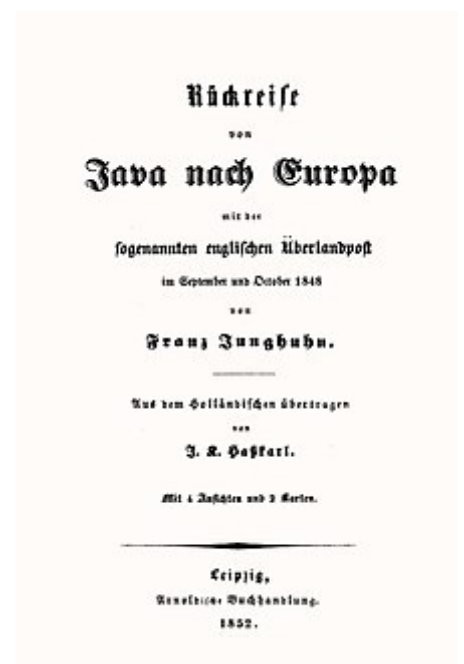 Rückreise
von
Java nach Europa
mit der
sogenannten englischen Überlandpost
im September und October 1848
von
Franz Junghuhn.
Aus dem Holländischen übertragen
von
J. K. Haßkarl.
Mit 4 Ansichten und 2 Karten.
Leipzig,
Arnoldische Buchhandlung.
1852.